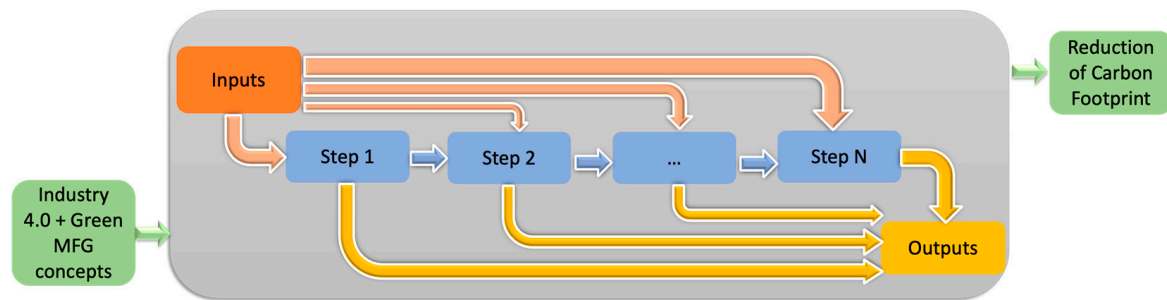 Inputs
Reduction
of Carbon
Footprint
Step 1
Step 2
...
Step N
Industry
4.0 + Green
MFG
concepts
Outputs